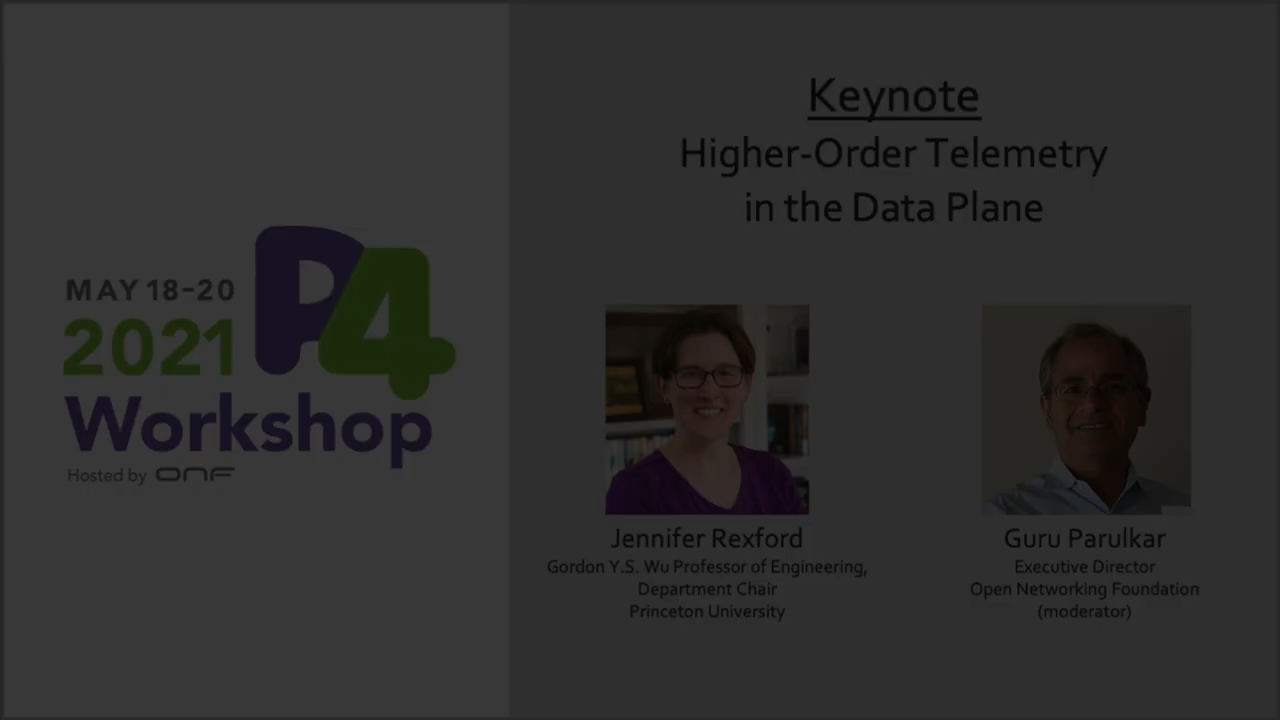 MAY 18-20
2021
P4
Workshop
Hosted by ONF
Keynote
Higher-Order Telemetry
in the Data Plane
Jennifer Rexford
Gordon Y.S. Wu Professor of Engineering,
Department Chair
Princeton University
Guru Parulkar
Executive Director
Open Networking Foundation
(moderator)